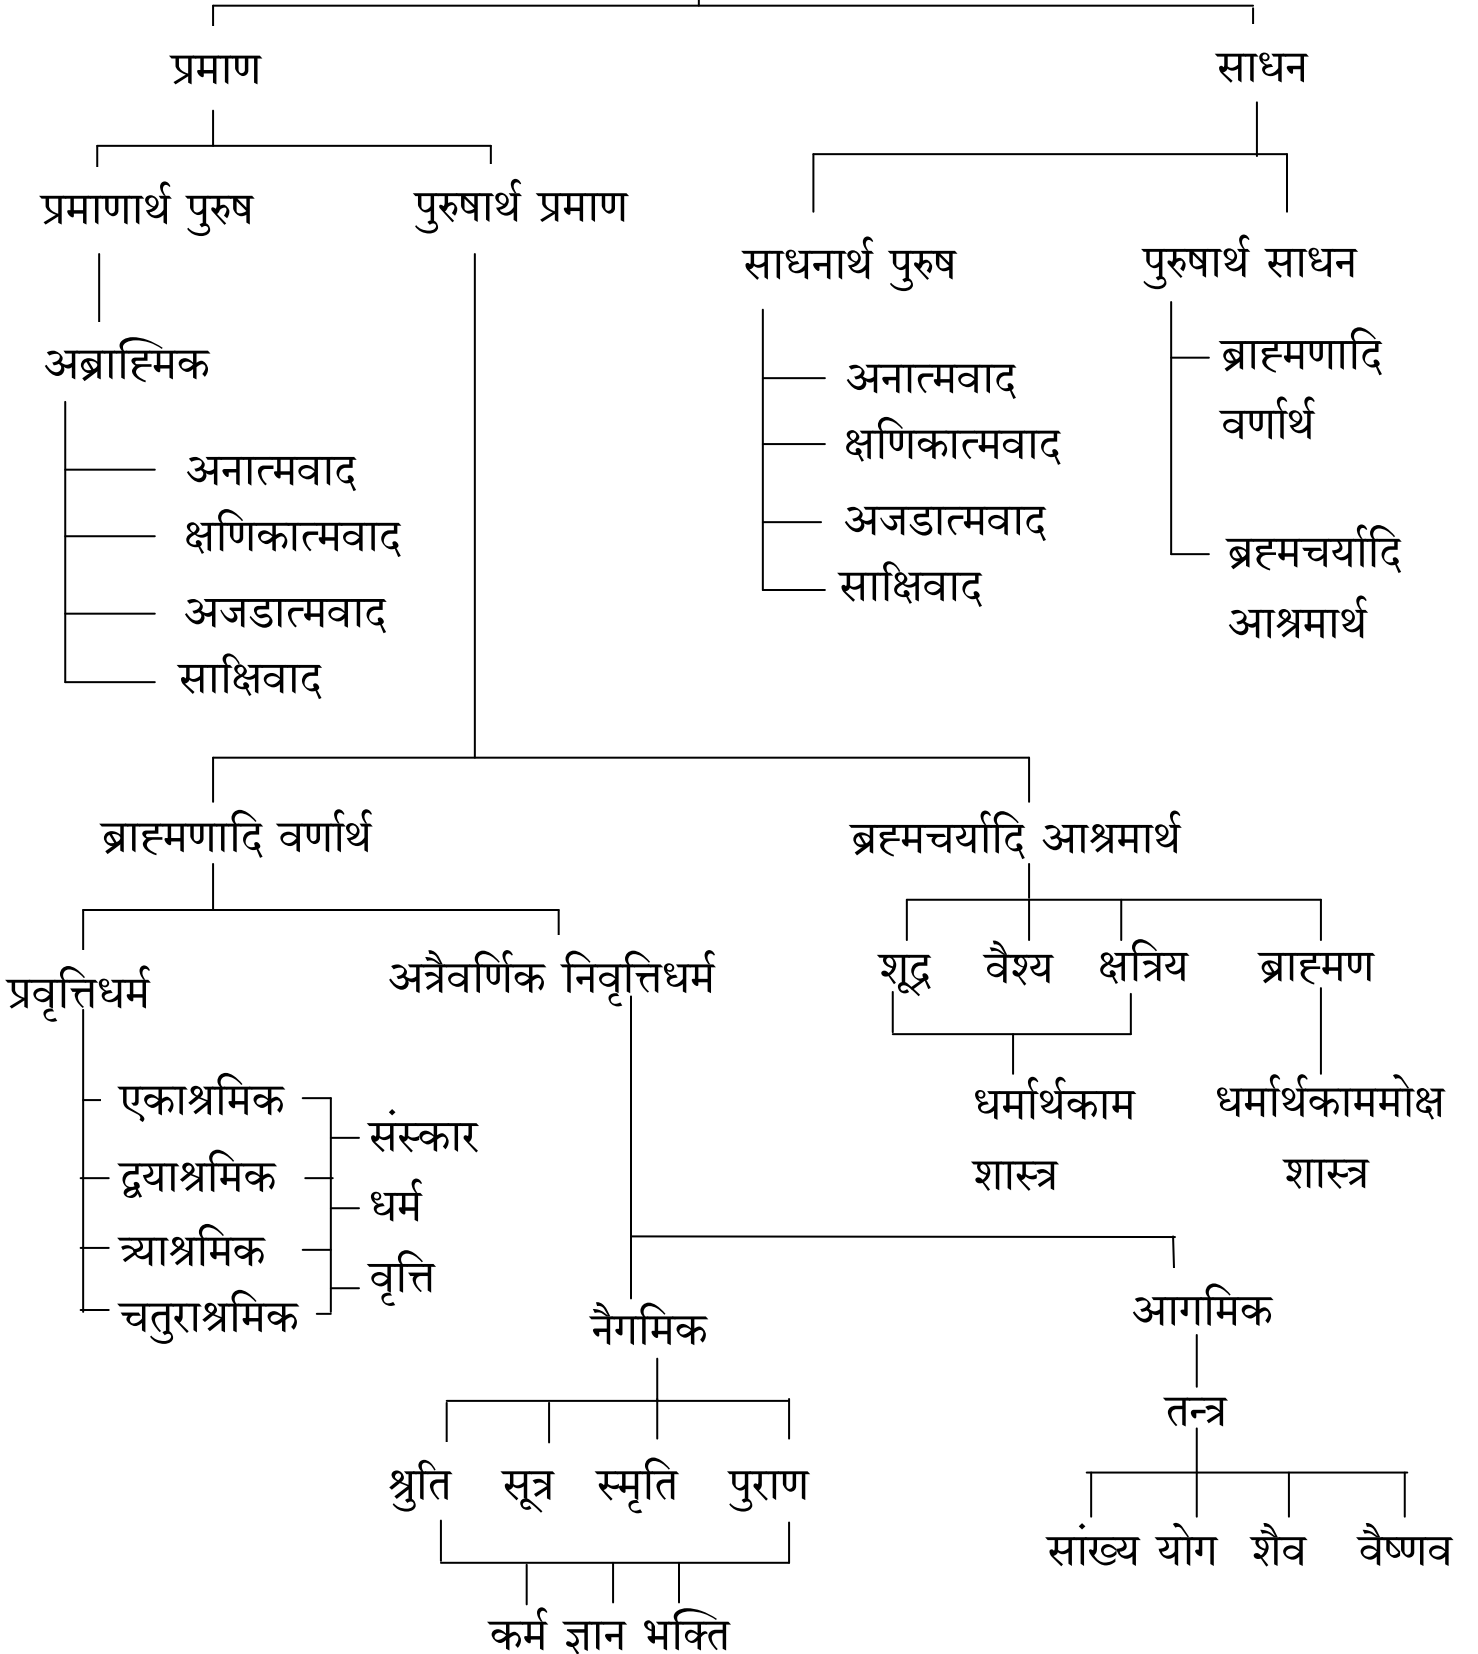 प्रमाण
साधन
प्रमाणार्थ पुरुष
पुरुषार्थ प्रमाण
साधनार्थ पुरुष
पुरुषार्थ साधन
अब्राह्मिक
अनात्मवाद
क्षणिकात्मवाद
अजडात्मवाद
साक्षिवाद
अनात्मवाद
क्षणिकात्मवाद
अजडात्मवाद
साक्षिवाद
ब्राह्मणादि
वर्णार्थ
ब्रह्मचर्यादि
आश्रमार्थ
ब्राह्मणादि वर्णार्थ
ब्रह्मचर्यादि आश्रमार्थ
प्रवृत्तिधर्म
अत्रैवर्णिक निवृत्तिधर्म
शूद्र वैश्य क्षत्रिय ब्राह्मण
एकाश्रमिक
द्वयाश्रमिक
त्र्याश्रमिक
चतुराश्रमिक
संस्कार
धर्म
वृत्ति
धर्मार्थकाम
शास्त्र
धर्मार्थकाममोक्ष
शास्त्र
नैगमिक
आगमिक
तन्त्र
श्रुति सूत्र स्मृति पुराण
सांख्य योग शैव वैष्णव
कर्म ज्ञान भक्ति